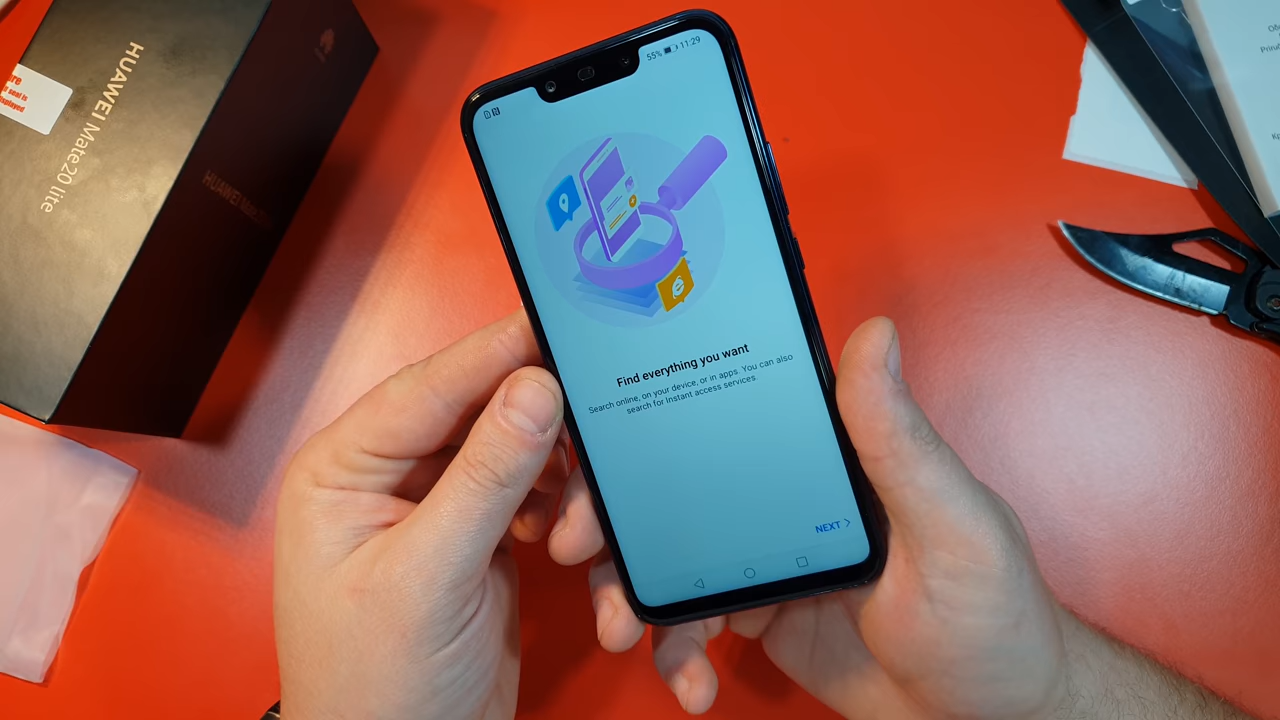 HUAWEI Mate20 lite
55% 11:29
Find everything you want
Search online, on your device, or in apps. You can also
search for Instant access services.
NEXT